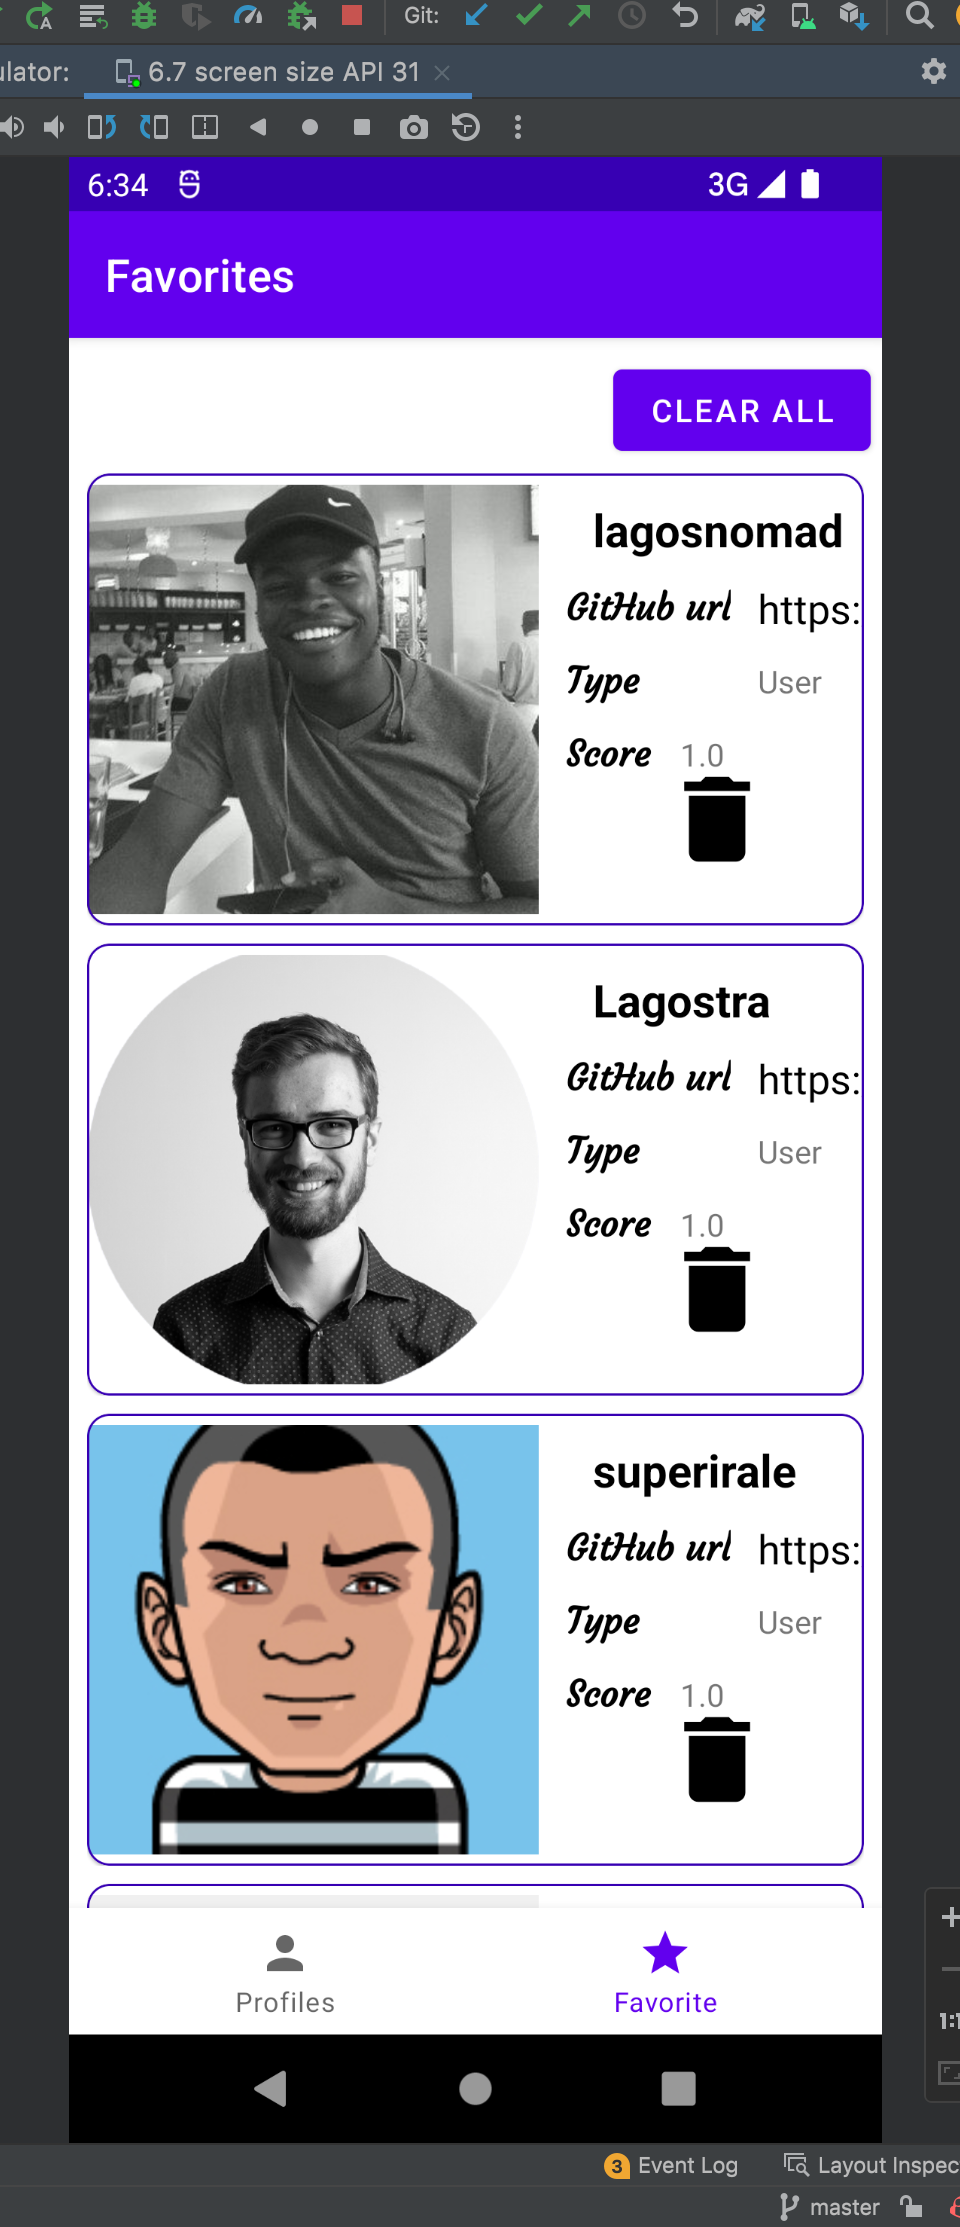 Git:
ulator:
6.7 screen size API 31
6:34
3G
Favorites
CLEAR ALL
lagosnomad
GitHub url https:
Type User
Score 1.0
Lagostra
GitHub url https:
Type User
Score 1.0
superirale
GitHub url https:
Type User
Score 1.0
Profiles
Favorite
1:1
3 Event Log
Layout Inspec
master